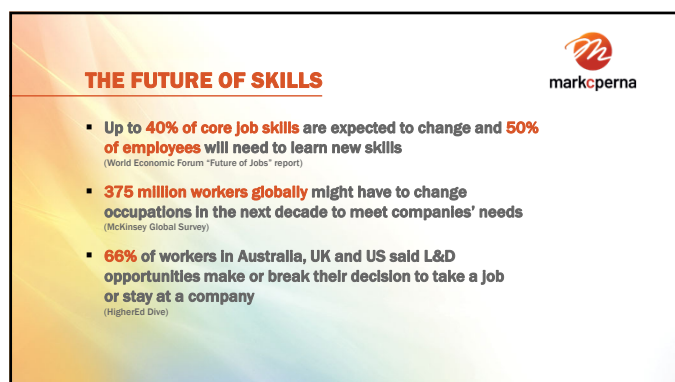 THE FUTURE OF SKILLS
markcperna
▪ Up to 40% of core job skills are expected to change and 50%
of employees will need to learn new skills
(World Economic Forum “Future of Jobs” report)
▪ 375 million workers globally might have to change
occupations in the next decade to meet companies’ needs
(McKinsey Global Survey)
▪ 66% of workers in Australia, UK and US said L&D
opportunities make or break their decision to take a job
or stay at a company
(HigherEd Dive)